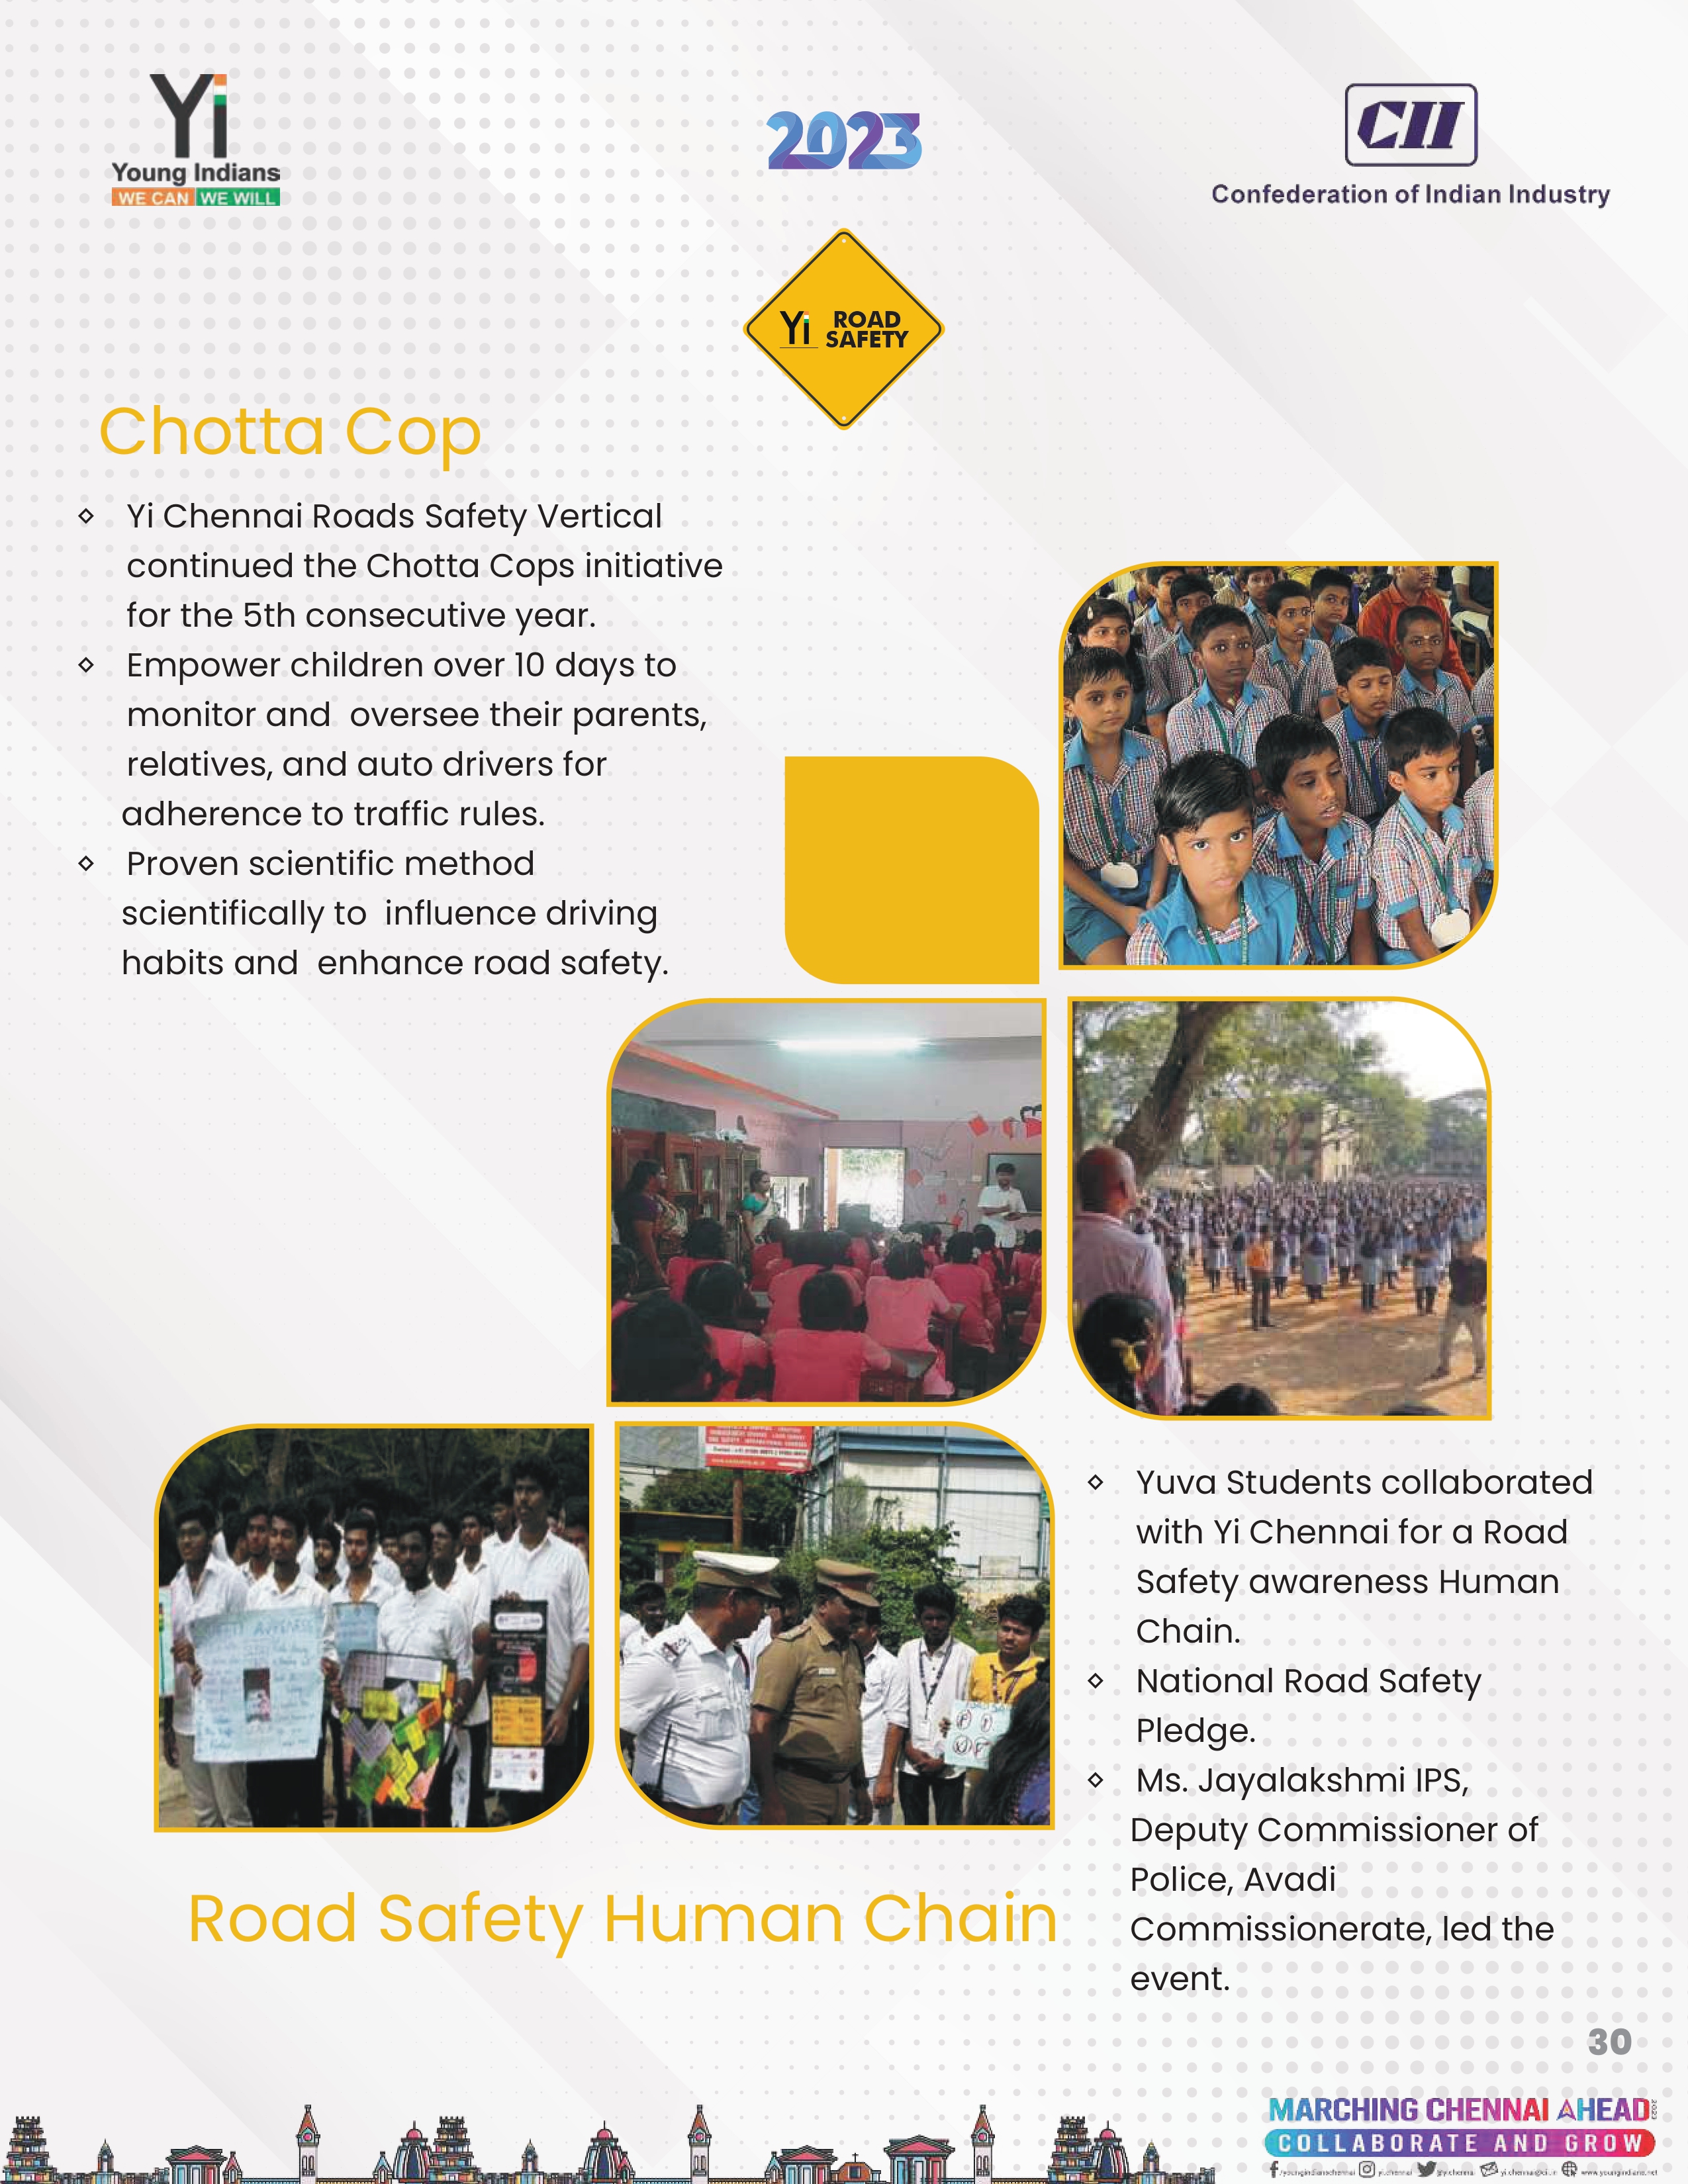 Yi
Young Indians
WE CAN WE WILL
2023
CII
Confederation of Indian Industry
Yi ROAD
SAFETY
Chotta Cop
Yi Chennai Roads Safety Vertical
continued the Chotta Cops initiative
for the 5th consecutive year.
Empower children over 10 days to
monitor and oversee their parents,
relatives, and auto drivers for
adherence to traffic rules.
Proven scientific method
scientifically to influence driving
habits and enhance road safety.
Yuva Students collaborated
with Yi Chennai for a Road
Safety awareness Human
Chain.
National Road Safety
Pledge.
Ms. Jayalakshmi IPS,
Deputy Commissioner of
Police, Avadi
Commissionerate, led the
event.
Road Safety Human Chain
30
MARCHING CHENNAI AHEAD 2023
COLLABORATE AND GROW